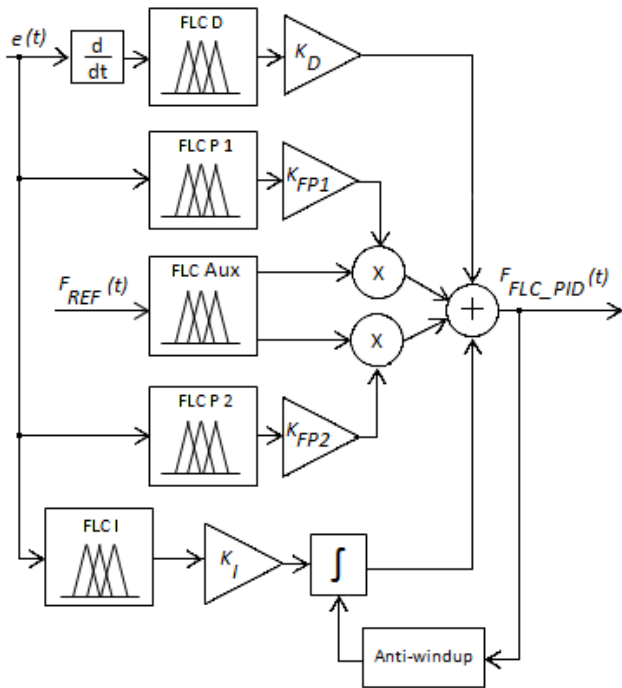 e(t)
d
dt
FLC D
K_D
FLC P 1
K_FP1
F_REF (t)
FLC Aux
X
X
+
F_FLC_PID(t)
FLC P 2
K_FP2
FLC I
K_I
∫
Anti-windup